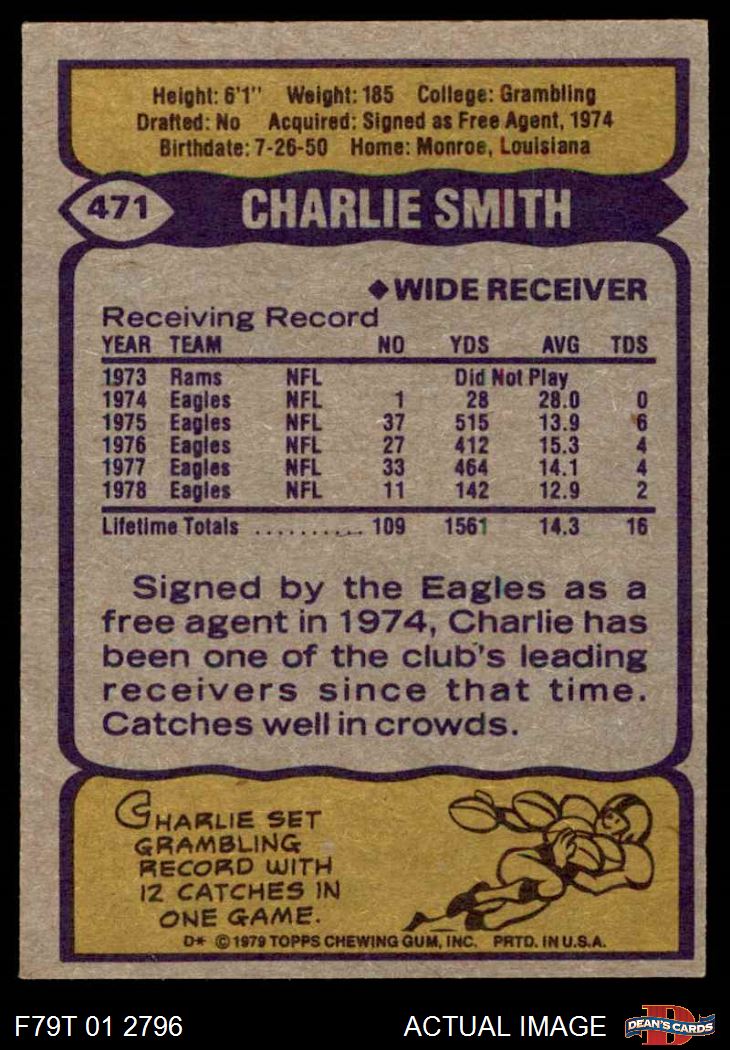 Height: 6'1" Weight: 185 College: Grambling
Drafted: No Acquired: Signed as Free Agent, 1974
Birthdate: 7-26-50 Home: Monroe, Louisiana
471 CHARLIE SMITH
◆WIDE RECEIVER
Receiving Record
YEAR TEAM NO YDS AVG TDS
1973 Rams NFL Did Not Play
1974 Eagles NFL 1 28 28.0 0
1975 Eagles NFL 37 515 13.9 6
1976 Eagles NFL 27 412 15.3 4
1977 Eagles NFL 33 464 14.1 4
1978 Eagles NFL 11 142 12.9 2
Lifetime Totals ........... 109 1561 14.3 16
Signed by the Eagles as a
free agent in 1974, Charlie has
been one of the club's leading
receivers since that time.
Catches well in crowds.
CHARLIE SET
GRAMBLING
RECORD WITH
12 CATCHES IN
ONE GAME.
D* © 1979 TOPPS CHEWING GUM, INC. PRTD. IN U.S.A.
F79T 01 2796 ACTUAL IMAGE D DEAN'S CARDS